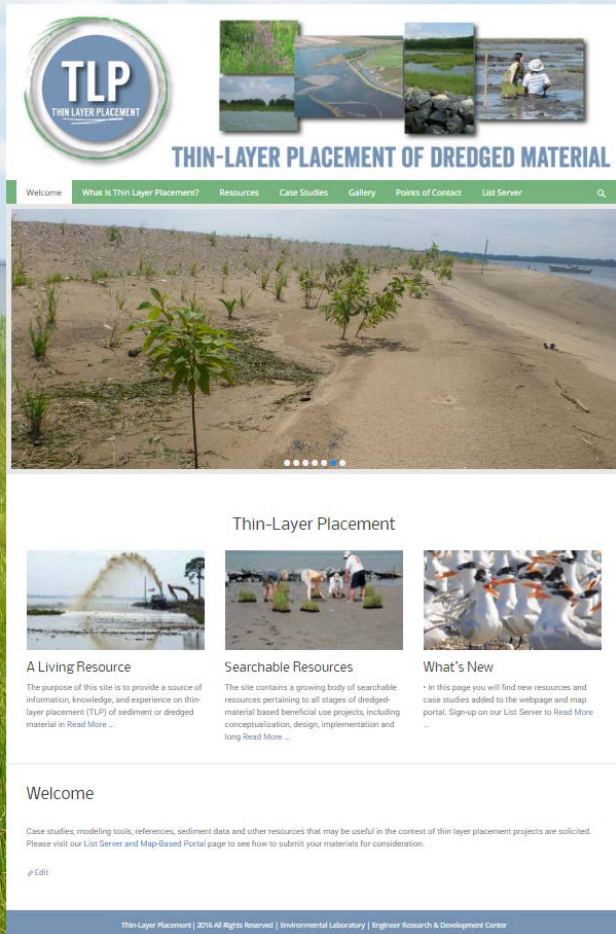 TLP
THIN LAYER PLACEMENT
THIN-LAYER PLACEMENT OF DREDGED MATERIAL
Welcome What Is Thin Layer Placement? Resources Case Studies Gallery Points of Contact List Server
Thin-Layer Placement
A Living Resource
The purpose of this site is to provide a source of
information, knowledge, and experience on thin-
layer placement (TLP) of sediment or dredged
material in Read More ...
Searchable Resources
The site contains a growing body of searchable
resources pertaining to all stages of dredged-
material based beneficial use projects, including
conceptualization, design, implementation and
long Read More ...
What's New
• In this page you will find new resources and
case studies added to the webpage and map
portal. Sign-up on our List Server to Read More
...
Welcome
Case studies, modeling tools, references, sediment data and other resources that may be useful in the context of thin layer placement projects are solicited.
Please visit our List Server and Map-Based Portal page to see how to submit your materials for consideration.
Edit
Thin-Layer Placement | 2016 All Rights Reserved | Environmental Laboratory | Engineer Research & Development Center